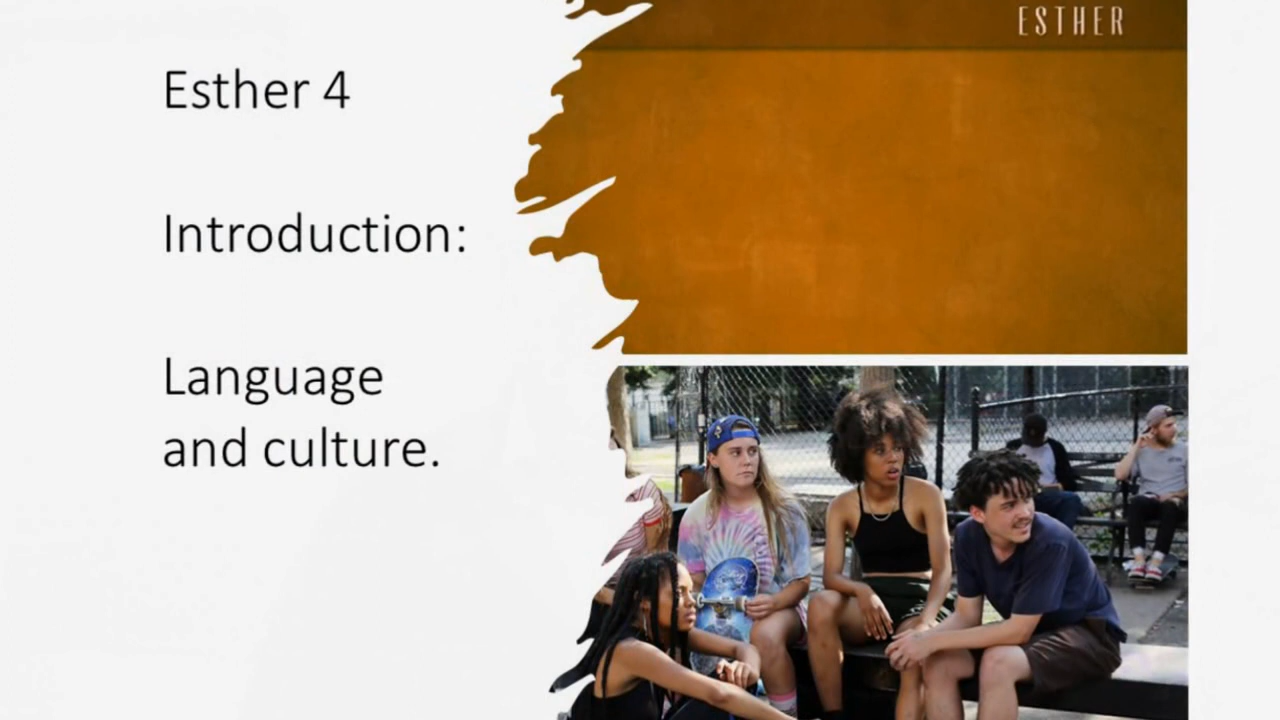 ESTHER
Esther 4
Introduction:
Language
and culture.